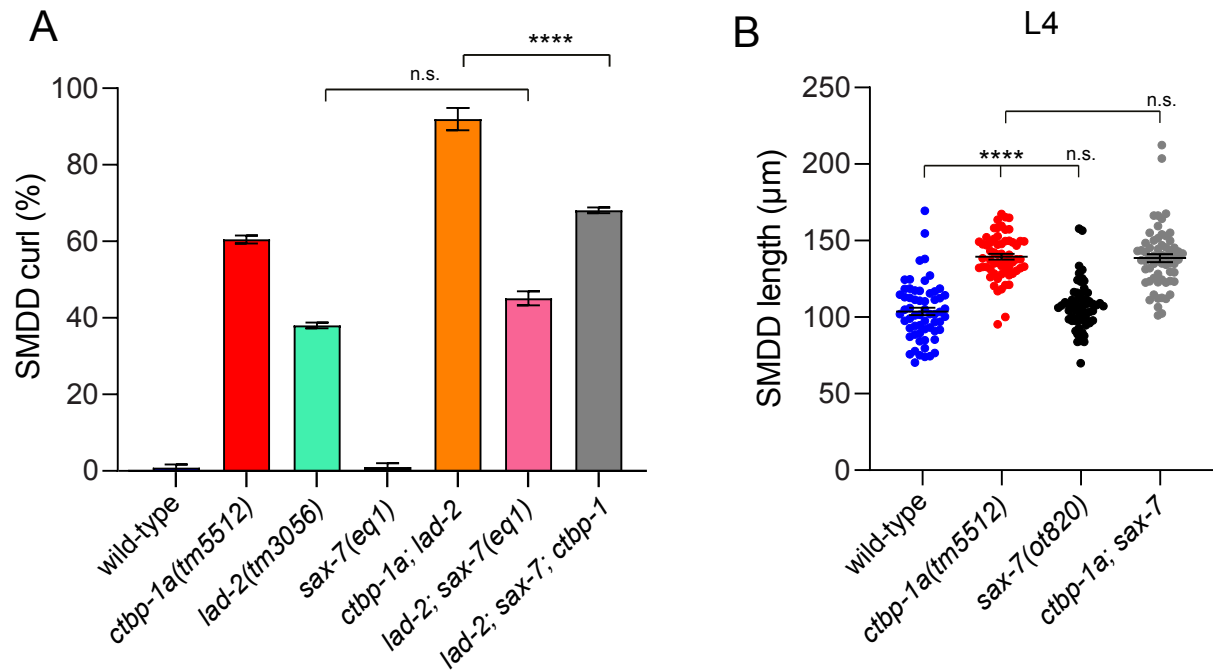 A
SMDD curl (%)
100
80
60
40
20
0
****
n.s.
wild-type
ctbp-1a(tm5512)
lad-2(tm3056)
sax-7(eq1)
ctbp-1a; lad-2
lad-2; sax-7(eq1)
lad-2; sax-7; ctbp-1
B
L4
SMDD length (µm)
250
200
150
100
50
0
n.s.
****
n.s.
wild-type
ctbp-1a(tm5512)
sax-7(ot820)
ctbp-1a; sax-7